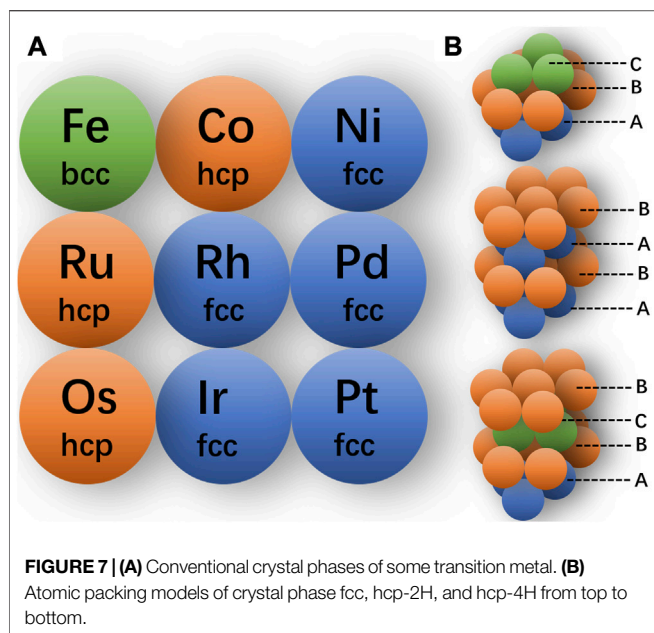 A
Fe
bcc
Co
hcp
Ni
fcc
Ru
hcp
Rh
fcc
Pd
fcc
Os
hcp
Ir
fcc
Pt
fcc
B
C
B
A
B
A
B
A
B
C
B
A
FIGURE 7 | (A) Conventional crystal phases of some transition metal. (B)
Atomic packing models of crystal phase fcc, hcp-2H, and hcp-4H from top to
bottom.